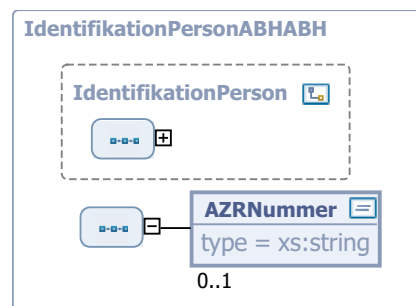 IdentifikationPersonABHABH
IdentifikationPerson
AZRNummer
type = xs:string
0..1